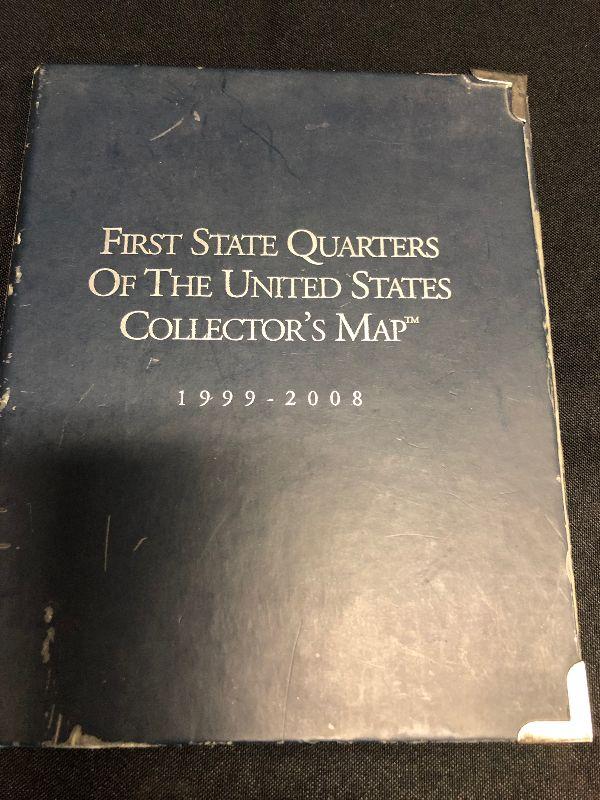 First State Quarters
Of The United States
Collector's Map™
1999-2008